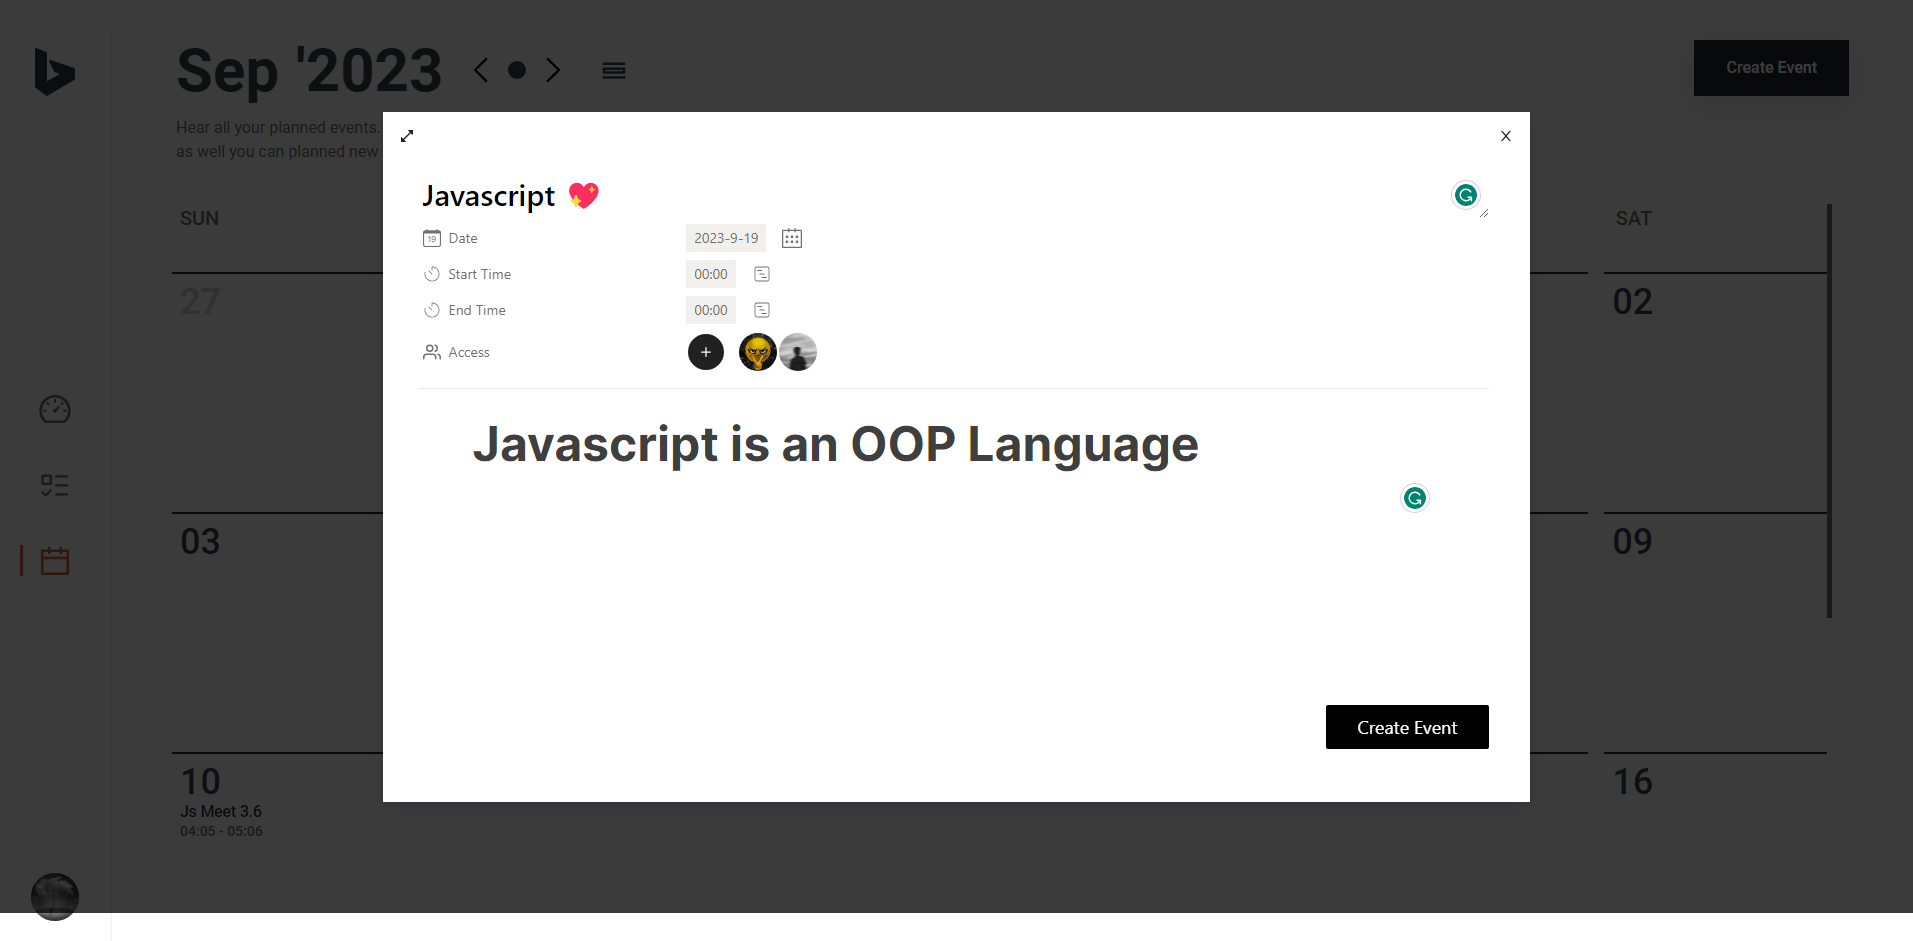 Sep '2023
Create Event
Hear all your planned events.
as well you can planned new
X
Javascript 💖
19 Date 2023-9-19
Start Time 00:00
End Time 00:00
Access +
Javascript is an OOP Language
Create Event
SUN SAT
27 02
03 09
10 16
Js Meet 3.6
04:05 - 05:06